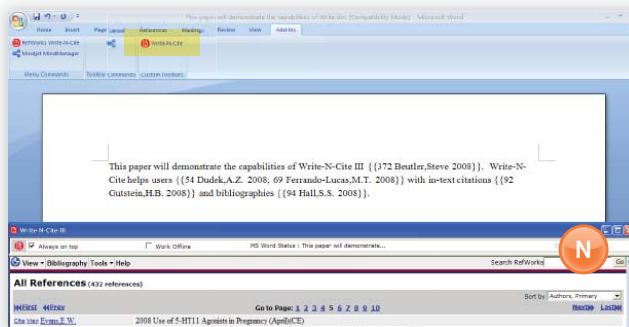 This paper will demonstrate the capabilities of Write-N-Cite.doc [Compatibility Mode] - Microsoft Word
Home Insert Page Layout References Mailings Review View Add-Ins
RefWorks Write-N-Cite
Write-N-Cite
Mindjet MindManager
Menu Commands Toolbar Commands Custom Toolbars
This paper will demonstrate the capabilities of Write-N-Cite III {{372 Beutler,Steve 2008}}. Write-N-
Cite helps users {{54 Dudek,A.Z. 2008; 69 Ferrando-Lucas,M.T. 2008}} with in-text citations {{92
Gutstein,H.B. 2008}} and bibliographies {{94 Hall,S.S. 2008}}.
Write-N-Cite III
Always on top Work Offline MS Word Status : This paper will demonstrate...
N
View Bibliography Tools Help Search RefWorks Go
All References (432 references)
Sort by Authors, Primary
First Prev Go to Page: 1 2 3 4 5 6 7 8 9 10 Next Last
Cite View Evans E.W. 2008 Use of 5-HT11 Agonists in Pregnancy (April)(CE)